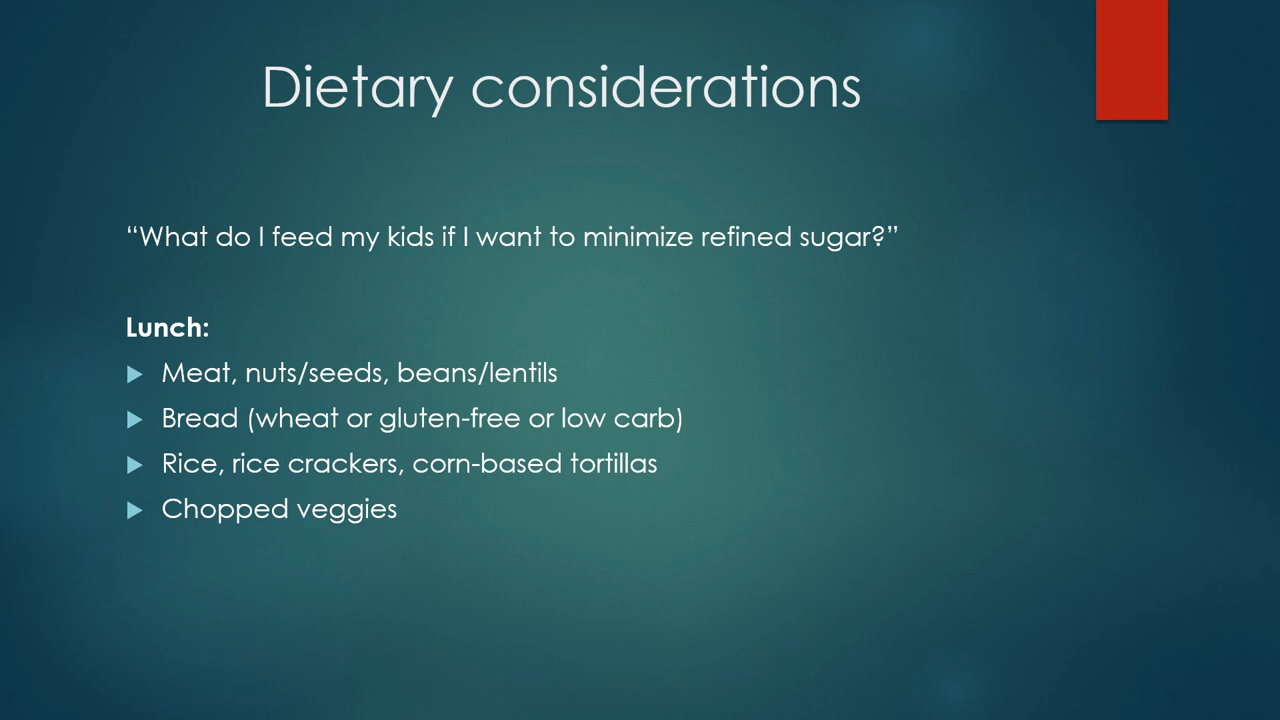 Dietary considerations
“What do I feed my kids if I want to minimize refined sugar?”
Lunch:
Meat, nuts/seeds, beans/lentils
Bread (wheat or gluten-free or low carb)
Rice, rice crackers, corn-based tortillas
Chopped veggies